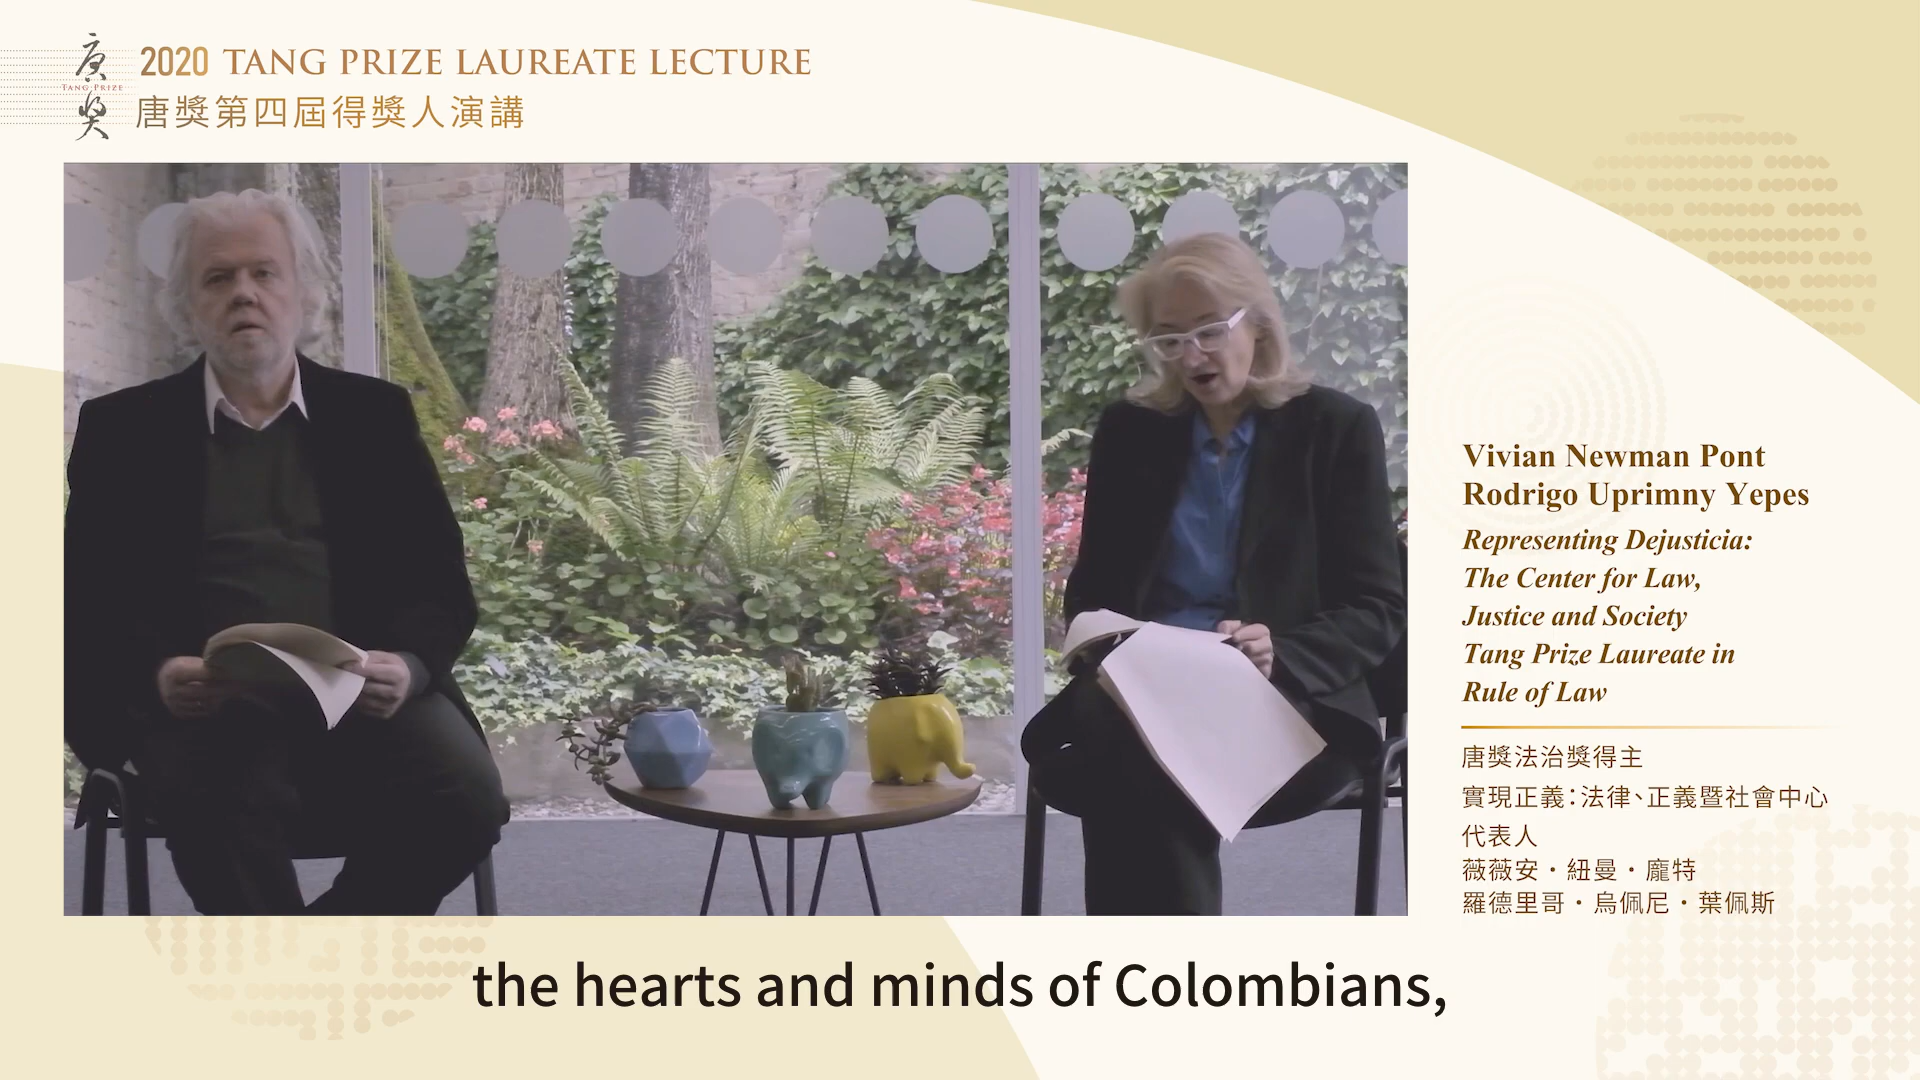 唐獎
TANG PRIZE
2020 TANG PRIZE LAUREATE LECTURE
唐獎第四屆得獎人演講
Vivian Newman Pont
Rodrigo Uprimny Yepes
Representing Dejusticia:
The Center for Law,
Justice and Society
Tang Prize Laureate in
Rule of Law
唐獎法治獎得主
實現正義：法律、正義暨社會中心
代表人
薇薇安・紐曼・龐特
羅德里哥・烏佩尼・葉佩斯
the hearts and minds of Colombians,